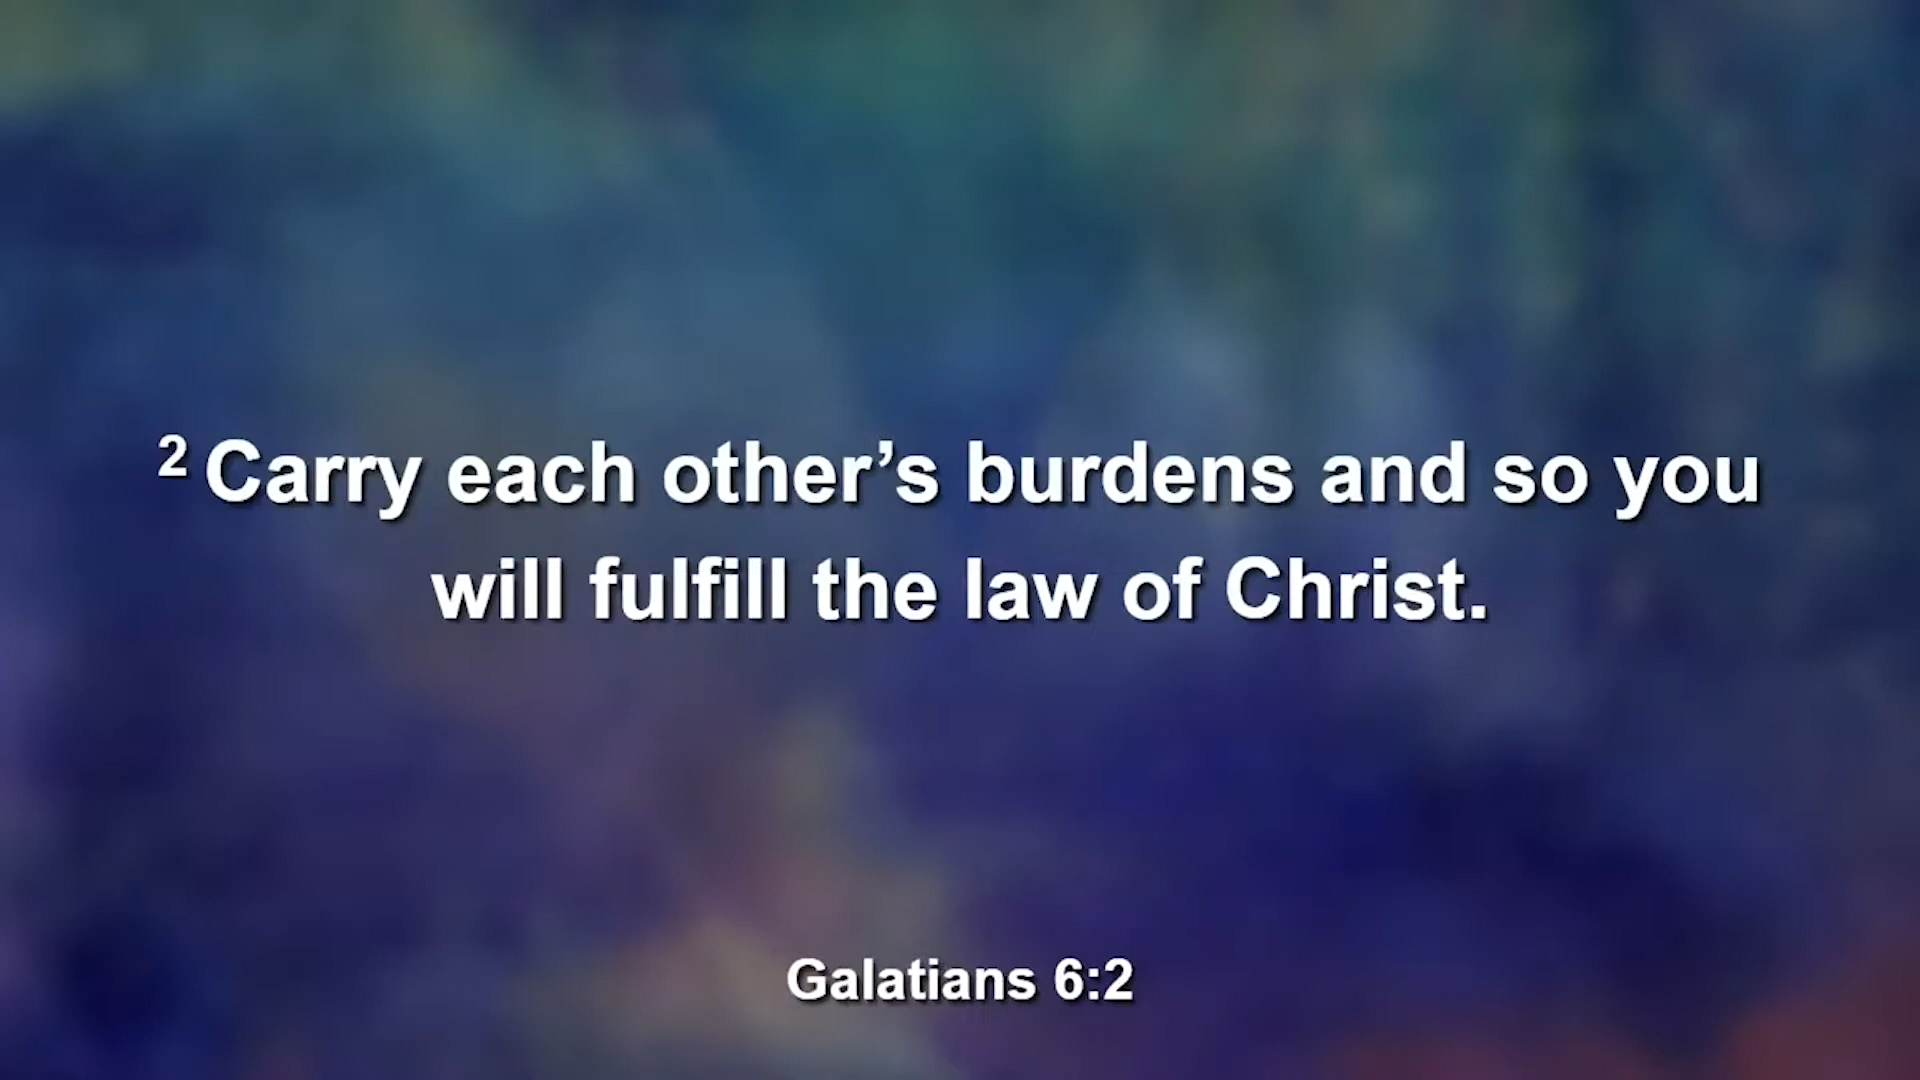 2 Carry each other’s burdens and so you
will fulfill the law of Christ.
Galatians 6:2